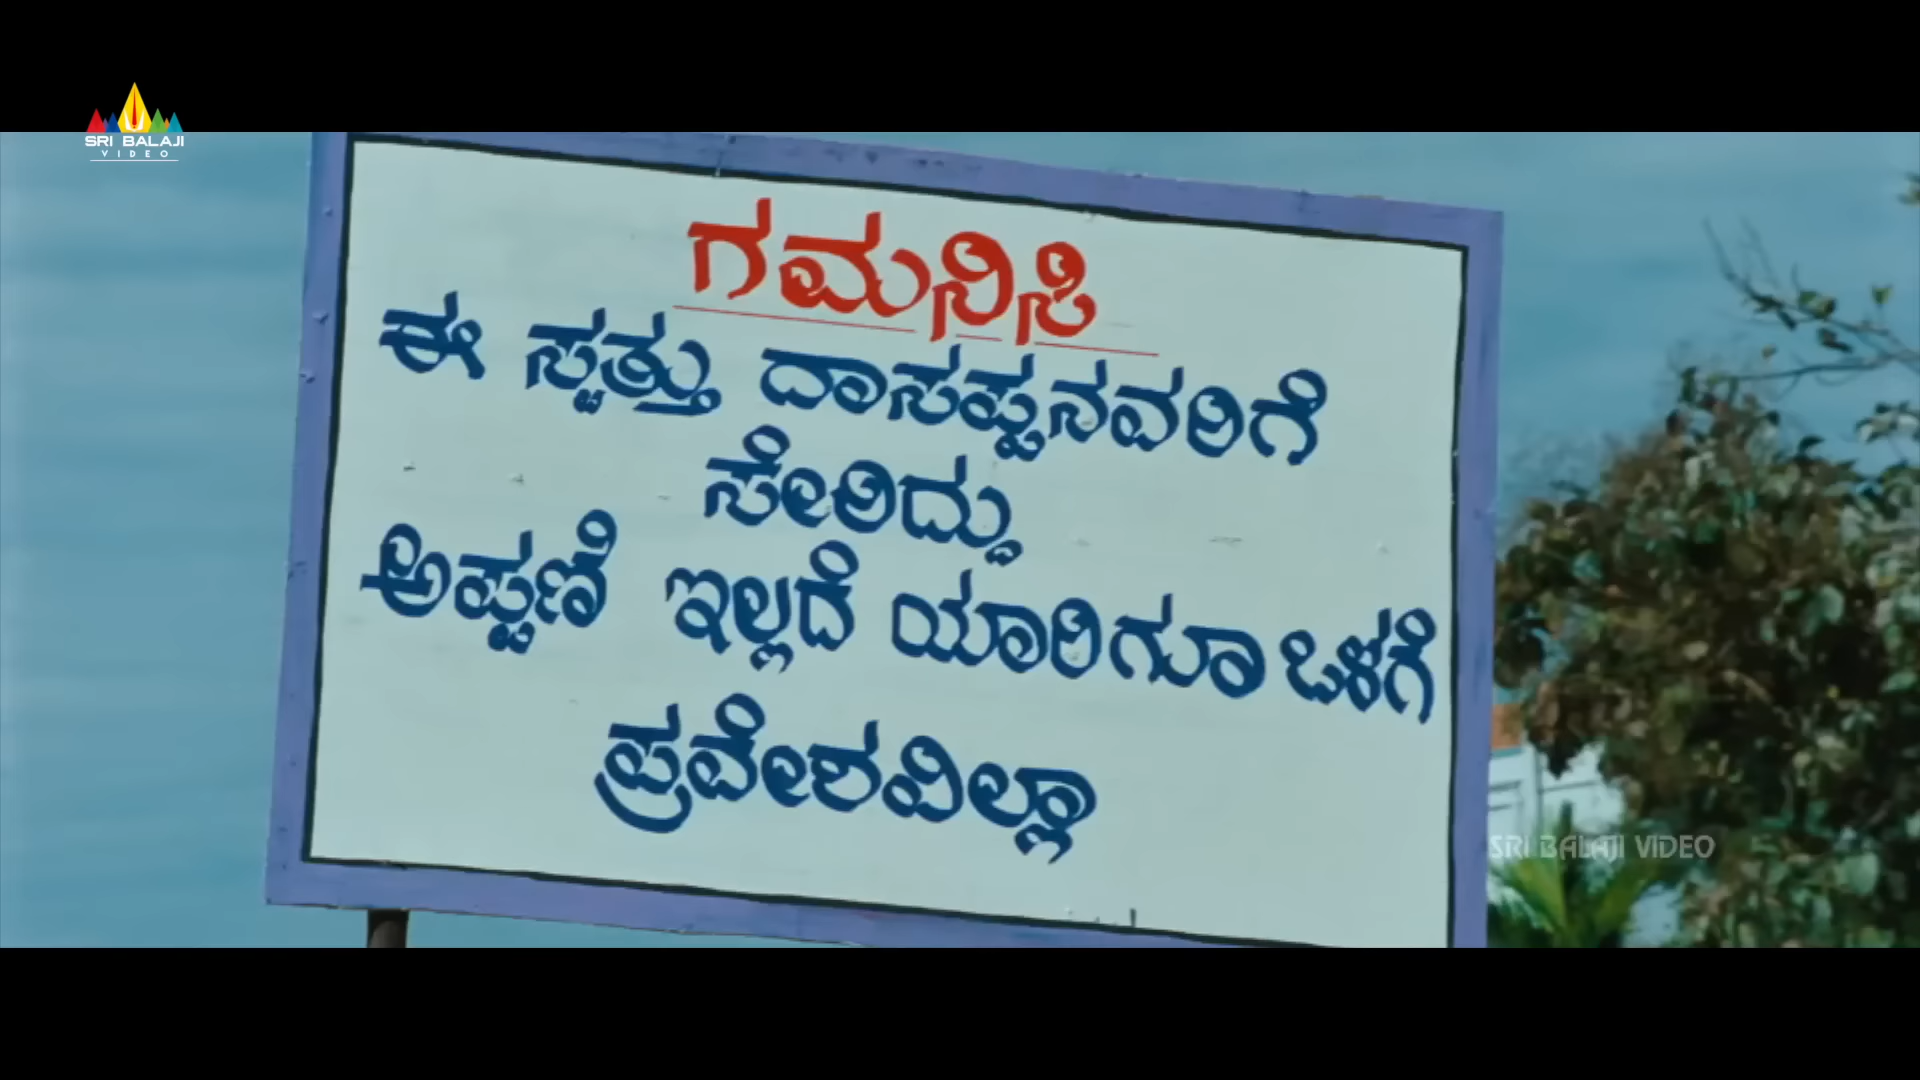 SRI BALAJI
VIDEO
ಗಮನಿಸಿ
ಈ ಸ್ವತ್ತು ದಾಸಪ್ಪನವರಿಗೆ
ಸೇರಿದ್ದು
ಅಪ್ಪಣೆ ಇಲ್ಲದೆ ಯಾರಿಗೂ ಒಳಗೆ
ಪ್ರವೇಶವಿಲ್ಲಾ
SRI BALAJI VIDEO